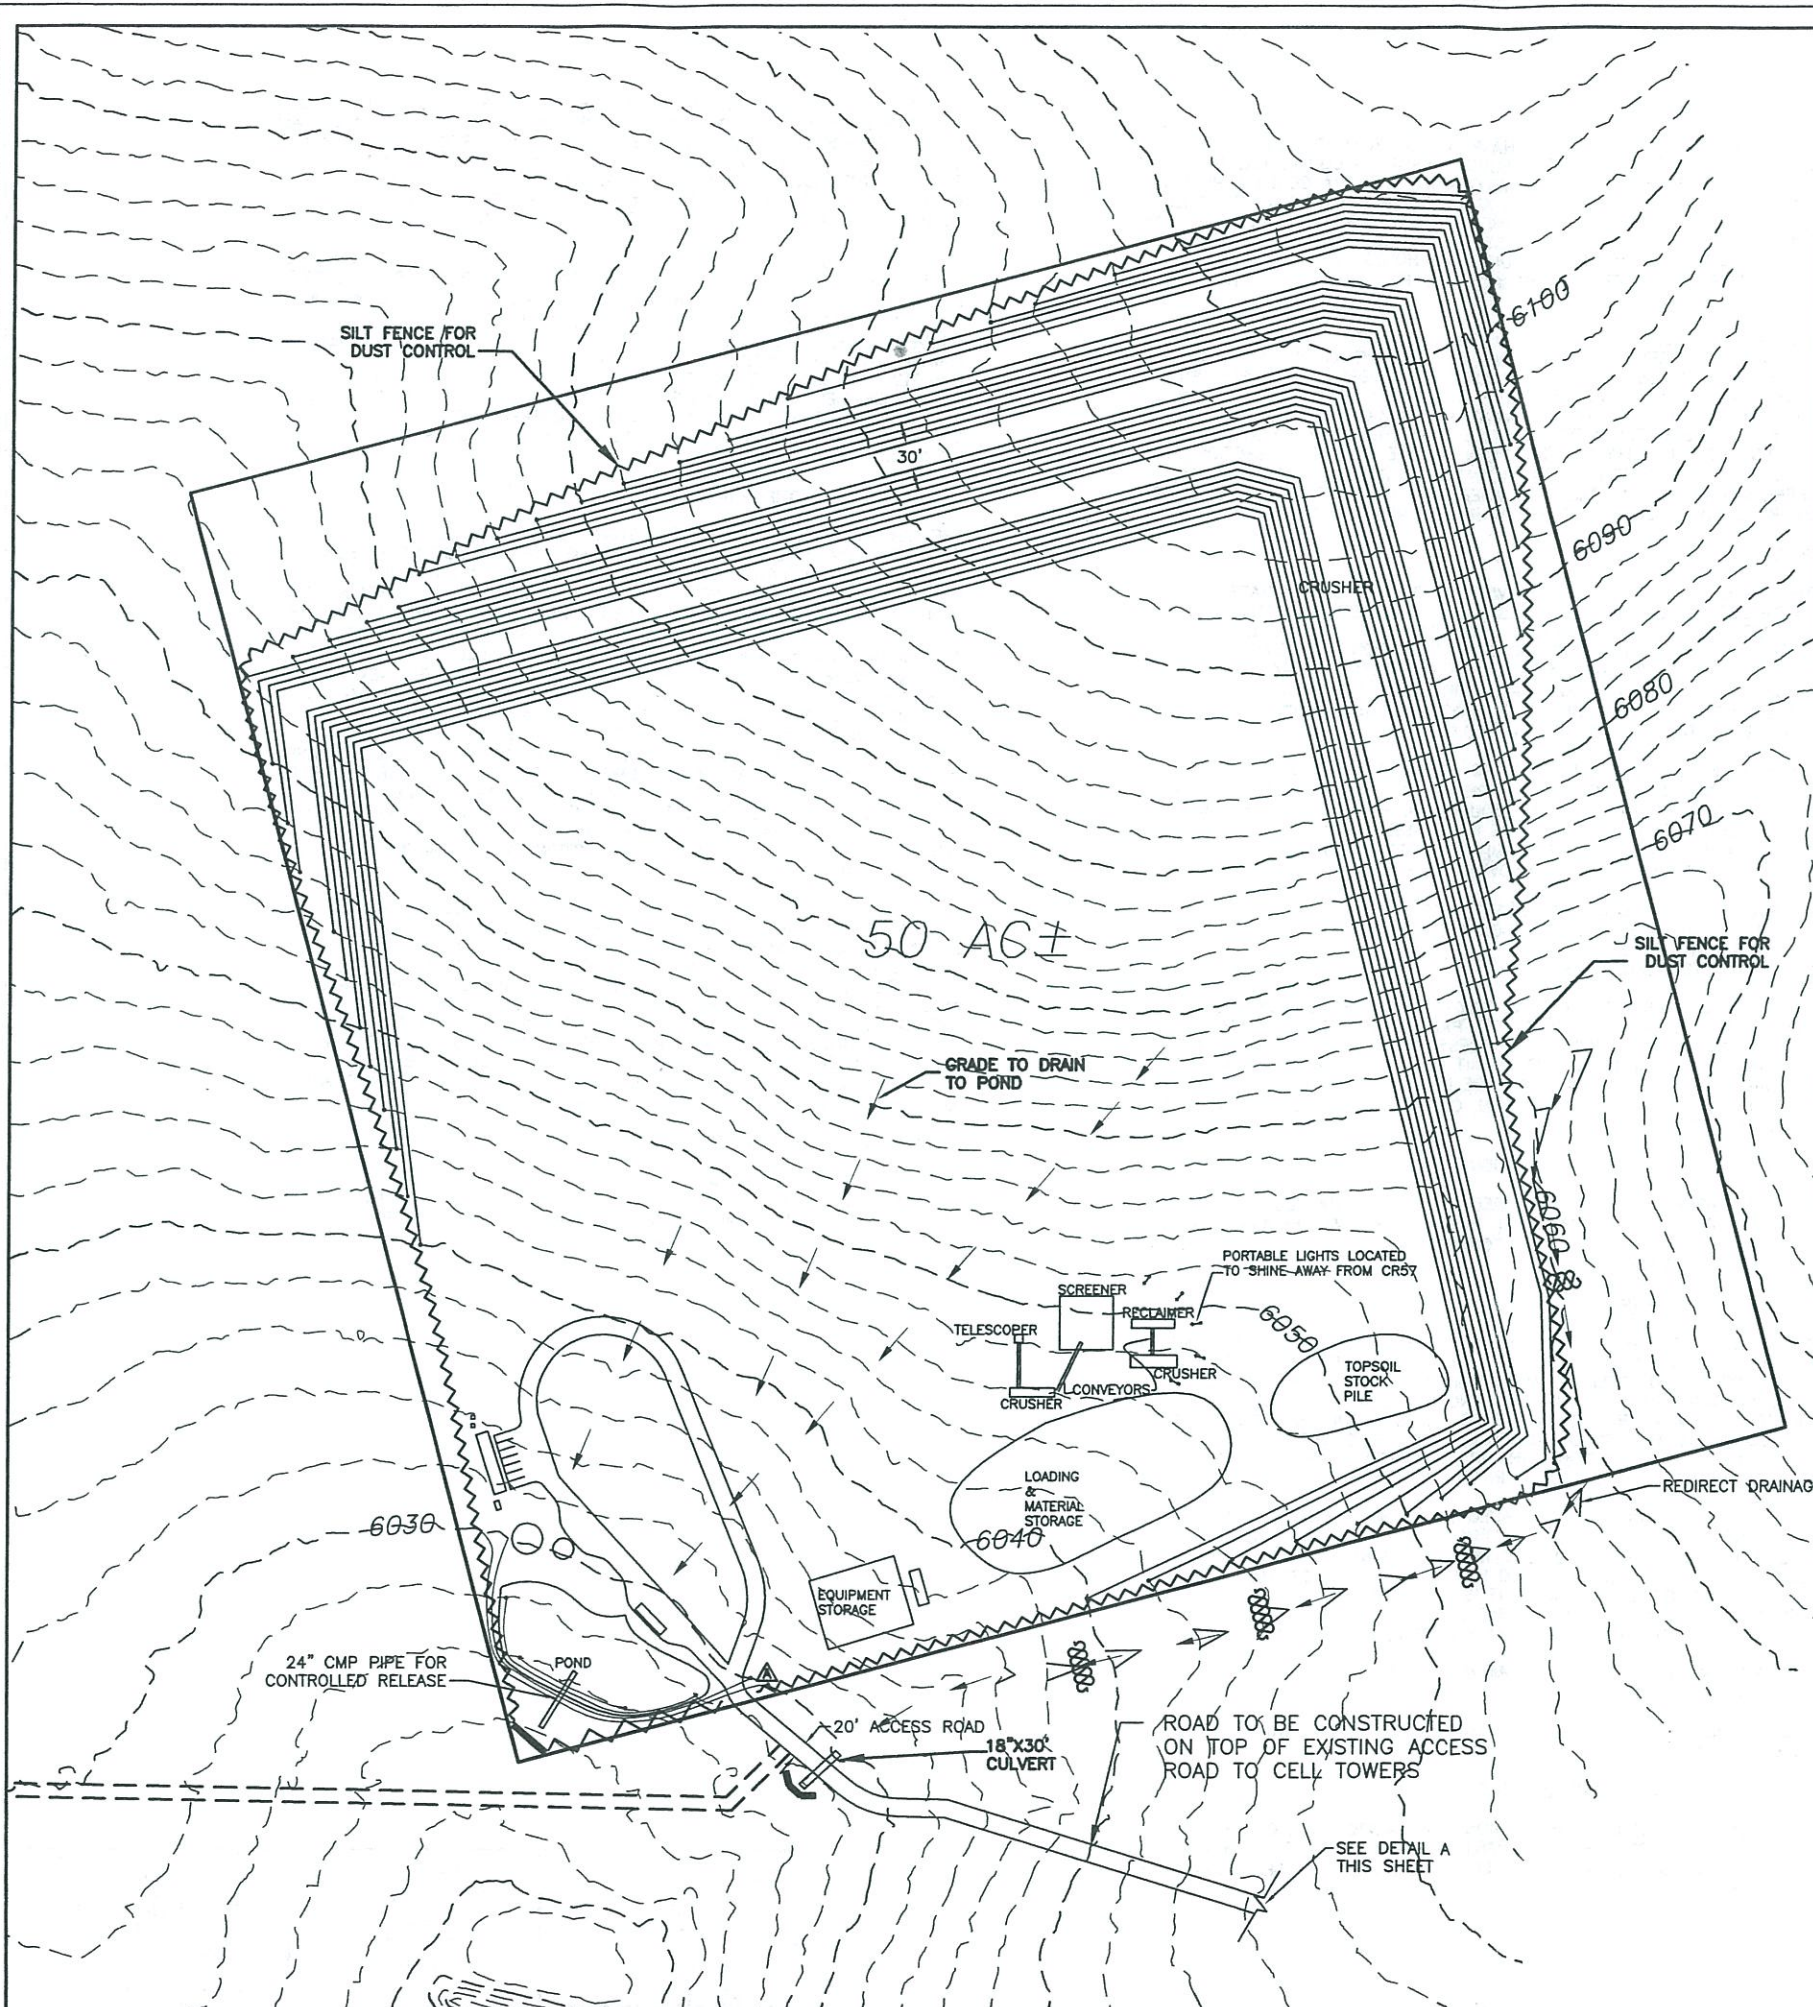 6100
SILT FENCE FOR
DUST CONTROL
30'
6090
CRUSHER
6080
6070
50 AC±
SILT FENCE FOR
DUST CONTROL
GRADE TO DRAIN
TO POND
6060
PORTABLE LIGHTS LOCATED
TO SHINE AWAY FROM CR57
SCREENER
RECLAIMER
TELESCOPER
6050
CRUSHER
CONVEYORS
CRUSHER
TOPSOIL
STOCK
PILE
LOADING
&
MATERIAL
STORAGE
REDIRECT DRAINAG
6030
6040
EQUIPMENT
STORAGE
24" CMP PIPE FOR
CONTROLLED RELEASE
POND
20' ACCESS ROAD
18"X30'
CULVERT
ROAD TO BE CONSTRUCTED
ON TOP OF EXISTING ACCESS
ROAD TO CELL TOWERS
SEE DETAIL A
THIS SHEET